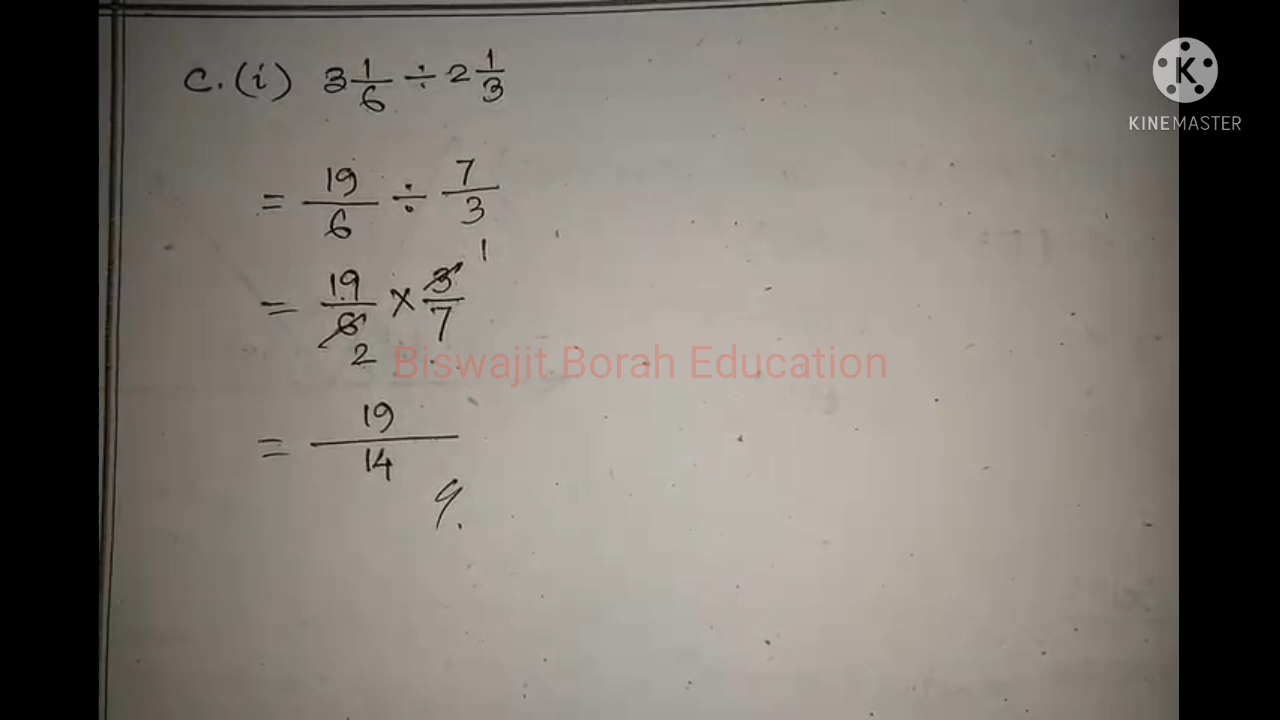 C. (i) 3 1/6 ÷ 2 1/3
= 19/6 ÷ 7/3
1
= 19/6 × 3/7
2
= 19/14
KINEMASTER
Biswajit Borah Education